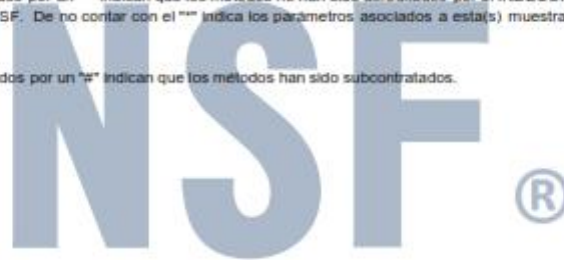 SF. De no contar con el "*" indica los parámetros asociados a esta(s) muestra
dos por un "#" indican que los métodos han sido subcontratados.
NSF®